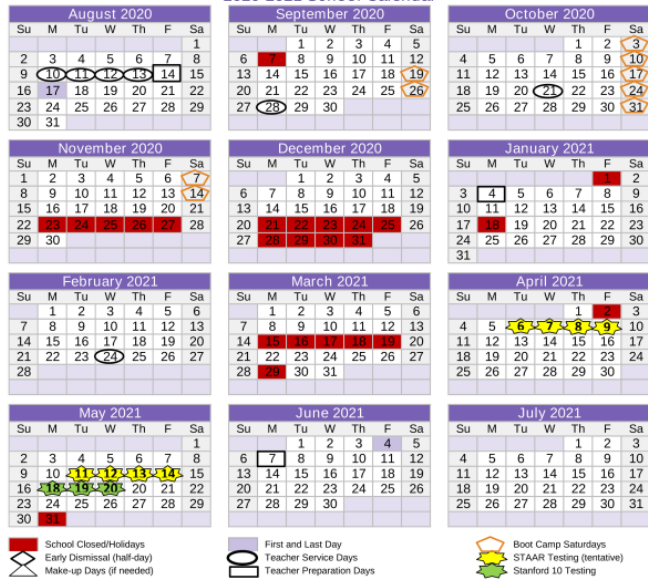 2020-2021 School Calendar
August 2020
Su M Tu W Th F Sa
1
2 3 4 5 6 7 8
9 10 11 12 13 14 15
16 17 18 19 20 21 22
23 24 25 26 27 28 29
30 31
September 2020
Su M Tu W Th F Sa
1 2 3 4 5
6 7 8 9 10 11 12
13 14 15 16 17 18 19
20 21 22 23 24 25 26
27 28 29 30
October 2020
Su M Tu W Th F Sa
1 2 3
4 5 6 7 8 9 10
11 12 13 14 15 16 17
18 19 20 21 22 23 24
25 26 27 28 29 30 31
November 2020
Su M Tu W Th F Sa
1 2 3 4 5 6 7
8 9 10 11 12 13 14
15 16 17 18 19 20 21
22 23 24 25 26 27 28
29 30
December 2020
Su M Tu W Th F Sa
1 2 3 4 5
6 7 8 9 10 11 12
13 14 15 16 17 18 19
20 21 22 23 24 25 26
27 28 29 30 31
January 2021
Su M Tu W Th F Sa
1 2
3 4 5 6 7 8 9
10 11 12 13 14 15 16
17 18 19 20 21 22 23
24 25 26 27 28 29 30
31
February 2021
Su M Tu W Th F Sa
1 2 3 4 5 6
7 8 9 10 11 12 13
14 15 16 17 18 19 20
21 22 23 24 25 26 27
28
March 2021
Su M Tu W Th F Sa
1 2 3 4 5 6
7 8 9 10 11 12 13
14 15 16 17 18 19 20
21 22 23 24 25 26 27
28 29 30 31
April 2021
Su M Tu W Th F Sa
1 2 3
4 5 6 7 8 9 10
11 12 13 14 15 16 17
18 19 20 21 22 23 24
25 26 27 28 29 30
May 2021
Su M Tu W Th F Sa
1
2 3 4 5 6 7 8
9 10 11 12 13 14 15
16 18 19 20 20 21 22
23 24 25 26 27 28 29
30 31
June 2021
Su M Tu W Th F Sa
1 2 3 4 5
6 7 8 9 10 11 12
13 14 15 16 17 18 19
20 21 22 23 24 25 26
27 28 29 30
July 2021
Su M Tu W Th F Sa
1 2 3
4 5 6 7 8 9 10
11 12 13 14 15 16 17
18 19 20 21 22 23 24
25 26 27 28 29 30 31
School Closed/Holidays
Early Dismissal (half-day)
Make-up Days (if needed)
First and Last Day
Teacher Service Days
Teacher Preparation Days
Boot Camp Saturdays
STAAR Testing (tentative)
Stanford 10 Testing